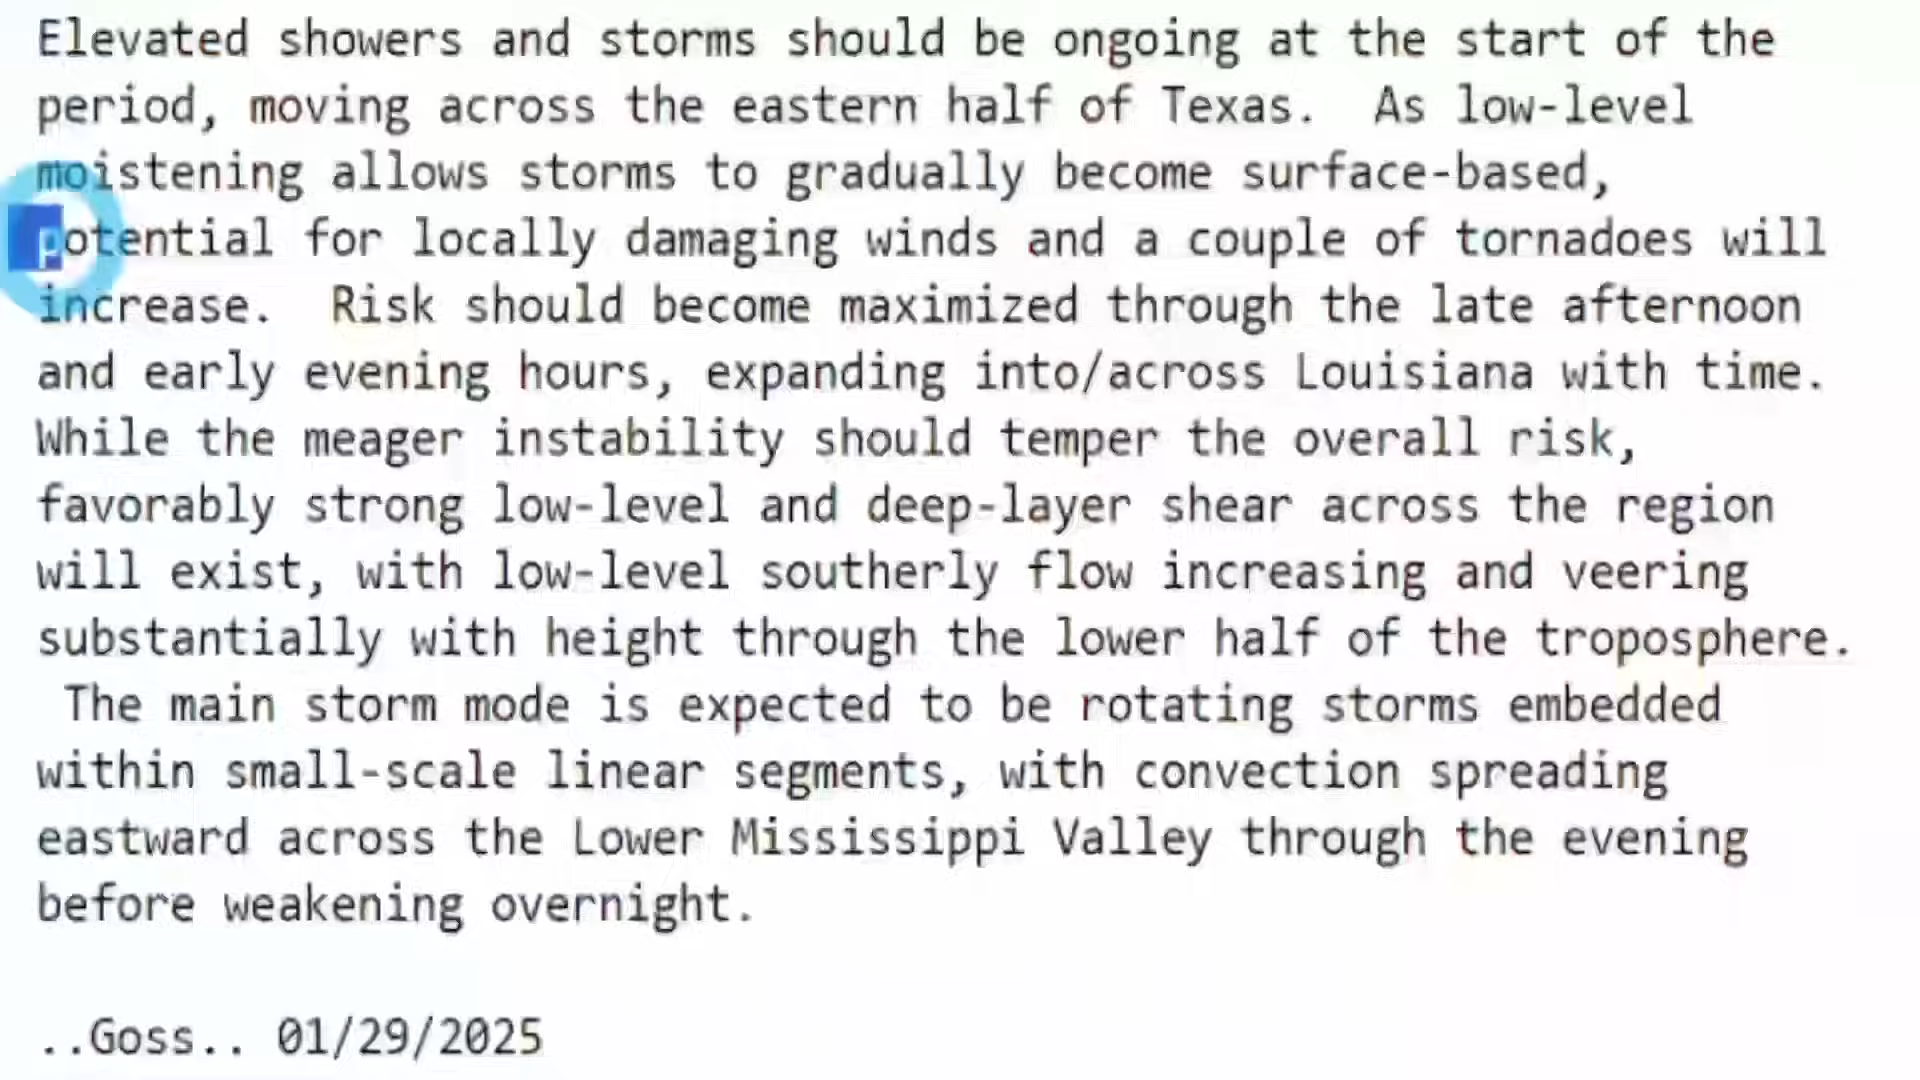 Elevated showers and storms should be ongoing at the start of the
period, moving across the eastern half of Texas.  As low-level
moistening allows storms to gradually become surface-based,
potential for locally damaging winds and a couple of tornadoes will
increase.  Risk should become maximized through the late afternoon
and early evening hours, expanding into/across Louisiana with time.
While the meager instability should temper the overall risk,
favorably strong low-level and deep-layer shear across the region
will exist, with low-level southerly flow increasing and veering
substantially with height through the lower half of the troposphere.
The main storm mode is expected to be rotating storms embedded
within small-scale linear segments, with convection spreading
eastward across the Lower Mississippi Valley through the evening
before weakening overnight.
..Goss.. 01/29/2025